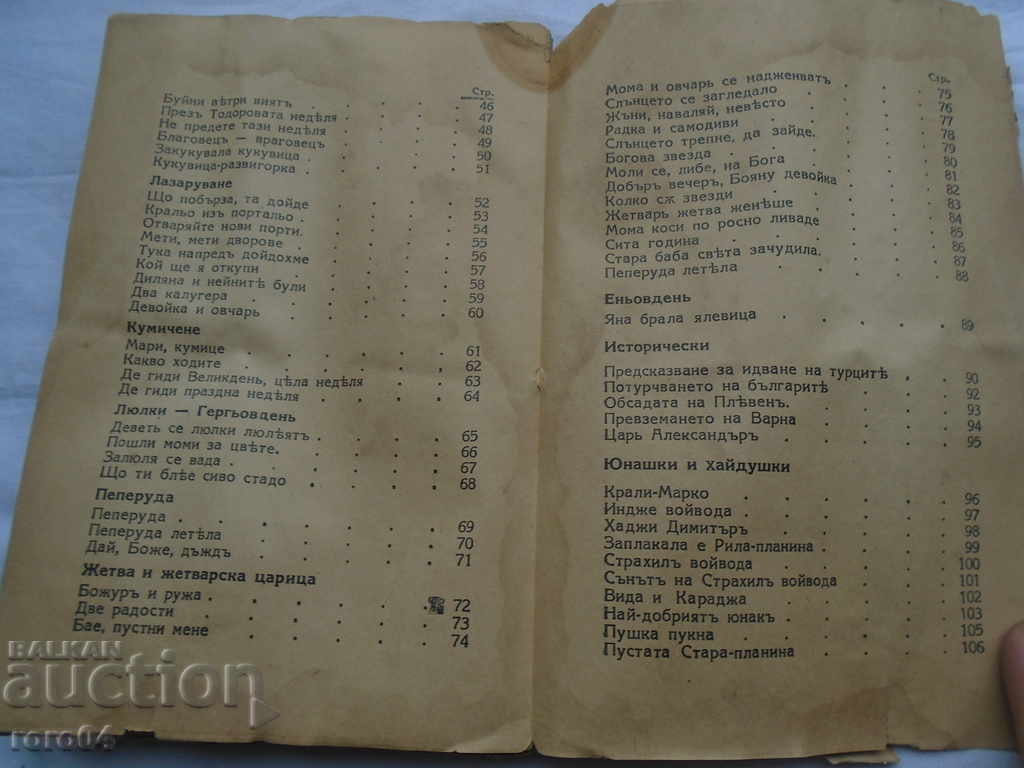 Стр.
Буйни вѣтри виятъ . . . . . 46
Презъ Тодоровата недѣля . . . . 47
Не предете тази недѣля . . . . 48
Благовецъ — враговецъ . . . . 49
Закукувала кукувица . . . . . 50
Кукувица-развигорка . . . . . 51
Лазаруване
Що побърза, та дойде . . . . 52
Кральо изъ портальо . . . . . 53
Отваряйте нови порти. . . . . 54
Мети, мети дворове . . . . . 55
Тука напредъ дойдохме . . . . 56
Кой ще я откупи . . . . . 57
Диляна и нейнитѣ були . . . . 58
Два калугера . . . . . . 59
Девойка и овчарь . . . . . 60
Кумичене
Мари, кумице . . . . . . 61
Какво ходите . . . . . . 62
Де гиди Великдень, цѣла недѣля . . 63
Де гиди празднa недѣля . . . . 64
Люлки — Гергьовдень
Деветь се люлки люлѣятъ . . . . 65
Пошли моми за цвѣте. . . . . 66
Залюля се вада . . . . . . 67
Що ти блѣе сиво стадо . . . . 68
Пеперуда
Пеперуда . . . . . . . 69
Пеперуда летѣла . . . . . 70
Дай, Боже, дъждъ . . . . . 71
Жетва и жетварска царица
Божуръ и ружа . . . . . . 72
Две радости . . . . . . 73
Бае, пустни мене . . . . . 74
Стр.
Мома и овчарь се надженватъ . . . 75
Слънцето се загледало . . . . 76
Жъни, наваляй, невѣсто . . . . 77
Радка и самодиви . . . . . 78
Слънцето трепне, да зайде. . . . 79
Богова звезда . . . . . . 80
Моли се, либе, на Бога . . . . 81
Добъръ вечеръ, Бояну девойка . . . 82
Колко сѫ звезди . . . . . 83
Жетварь жетва женѣше . . . . 84
Мома коси по росно ливаде . . . 85
Сита година . . . . . . 86
Стара баба свѣта зачудила. . . . 87
Пеперуда летѣла . . . . . 88
Еньовдень
Яна брала ялевица . . . . . 89
Исторически
Предсказване за идване на турцитѣ . . 90
Потурчването на българитѣ . . . 92
Обсадата на Плѣвенъ. . . . . 93
Превземането на Варна . . . . 94
Царь Александъръ . . . . . 95
Юнашки и хайдушки
Крали-Марко . . . . . . 96
Индже войвода . . . . . . 97
Хаджи Димитъръ . . . . . 98
Заплакала е Рила-планина . . . . 99
Страхилъ войвода . . . . . 100
Сънътъ на Страхилъ войвода . . . 101
Вида и Караджа . . . . . 102
Най-добриятъ юнакъ . . . . . 103
Пушка пукна . . . . . . 105
Пустата Стара-планина . . . . 106
BALKAN
auction
roro04